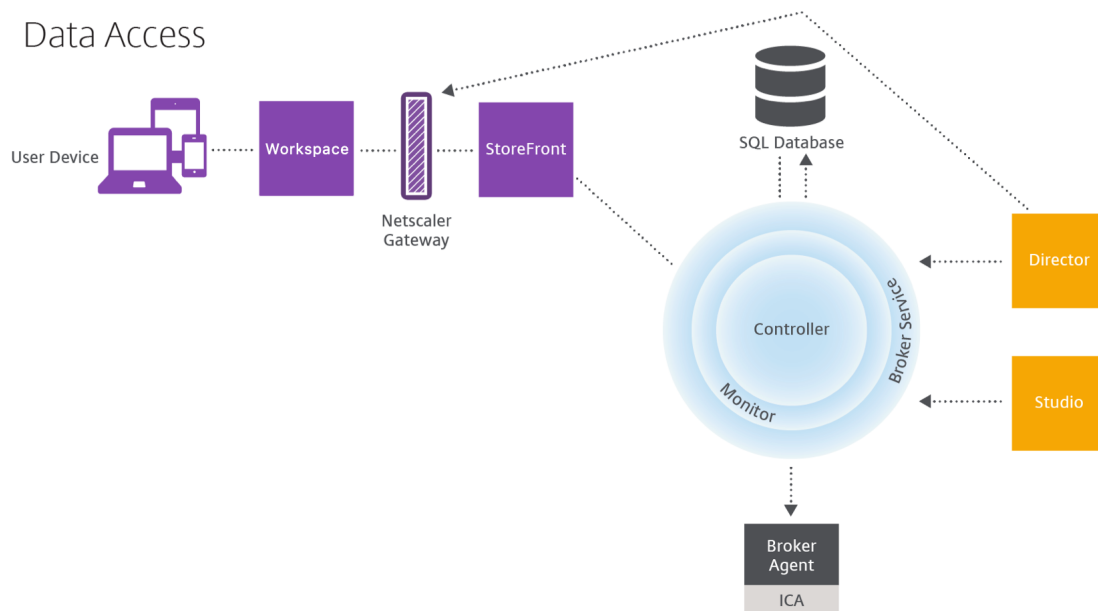 Data Access
User Device
Workspace
Netscaler
Gateway
StoreFront
SQL Database
Director
Controller
Broker Service
Monitor
Studio
Broker
Agent
ICA